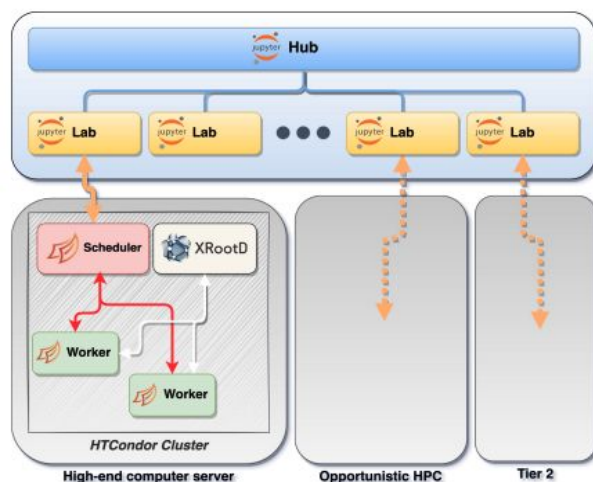 jupyter Hub
jupyter Lab
jupyter Lab
jupyter Lab
jupyter Lab
Scheduler
XRootD
Worker
Worker
HTCondor Cluster
High-end computer server
Opportunistic HPC
Tier 2